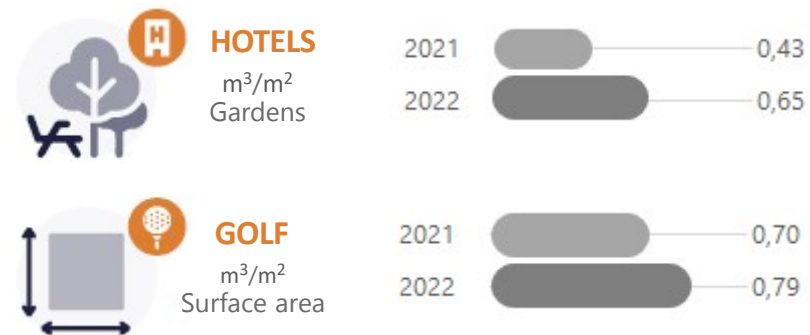 HOTELS
m³/m²
Gardens
2021 0,43
2022 0,65
GOLF
m³/m²
Surface area
2021 0,70
2022 0,79